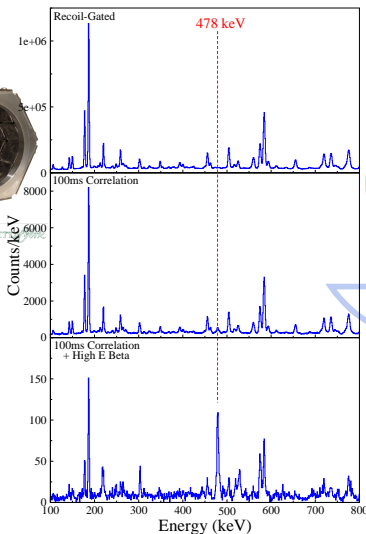 Recoil-Gated
478 keV
1e+06
5e+05
0
100ms Correlation
8000
6000
4000
2000
0
Counts/keV
100ms Correlation
+ High E Beta
150
100
50
0
100 200 300 400 500 600 700 800
Energy (keV)